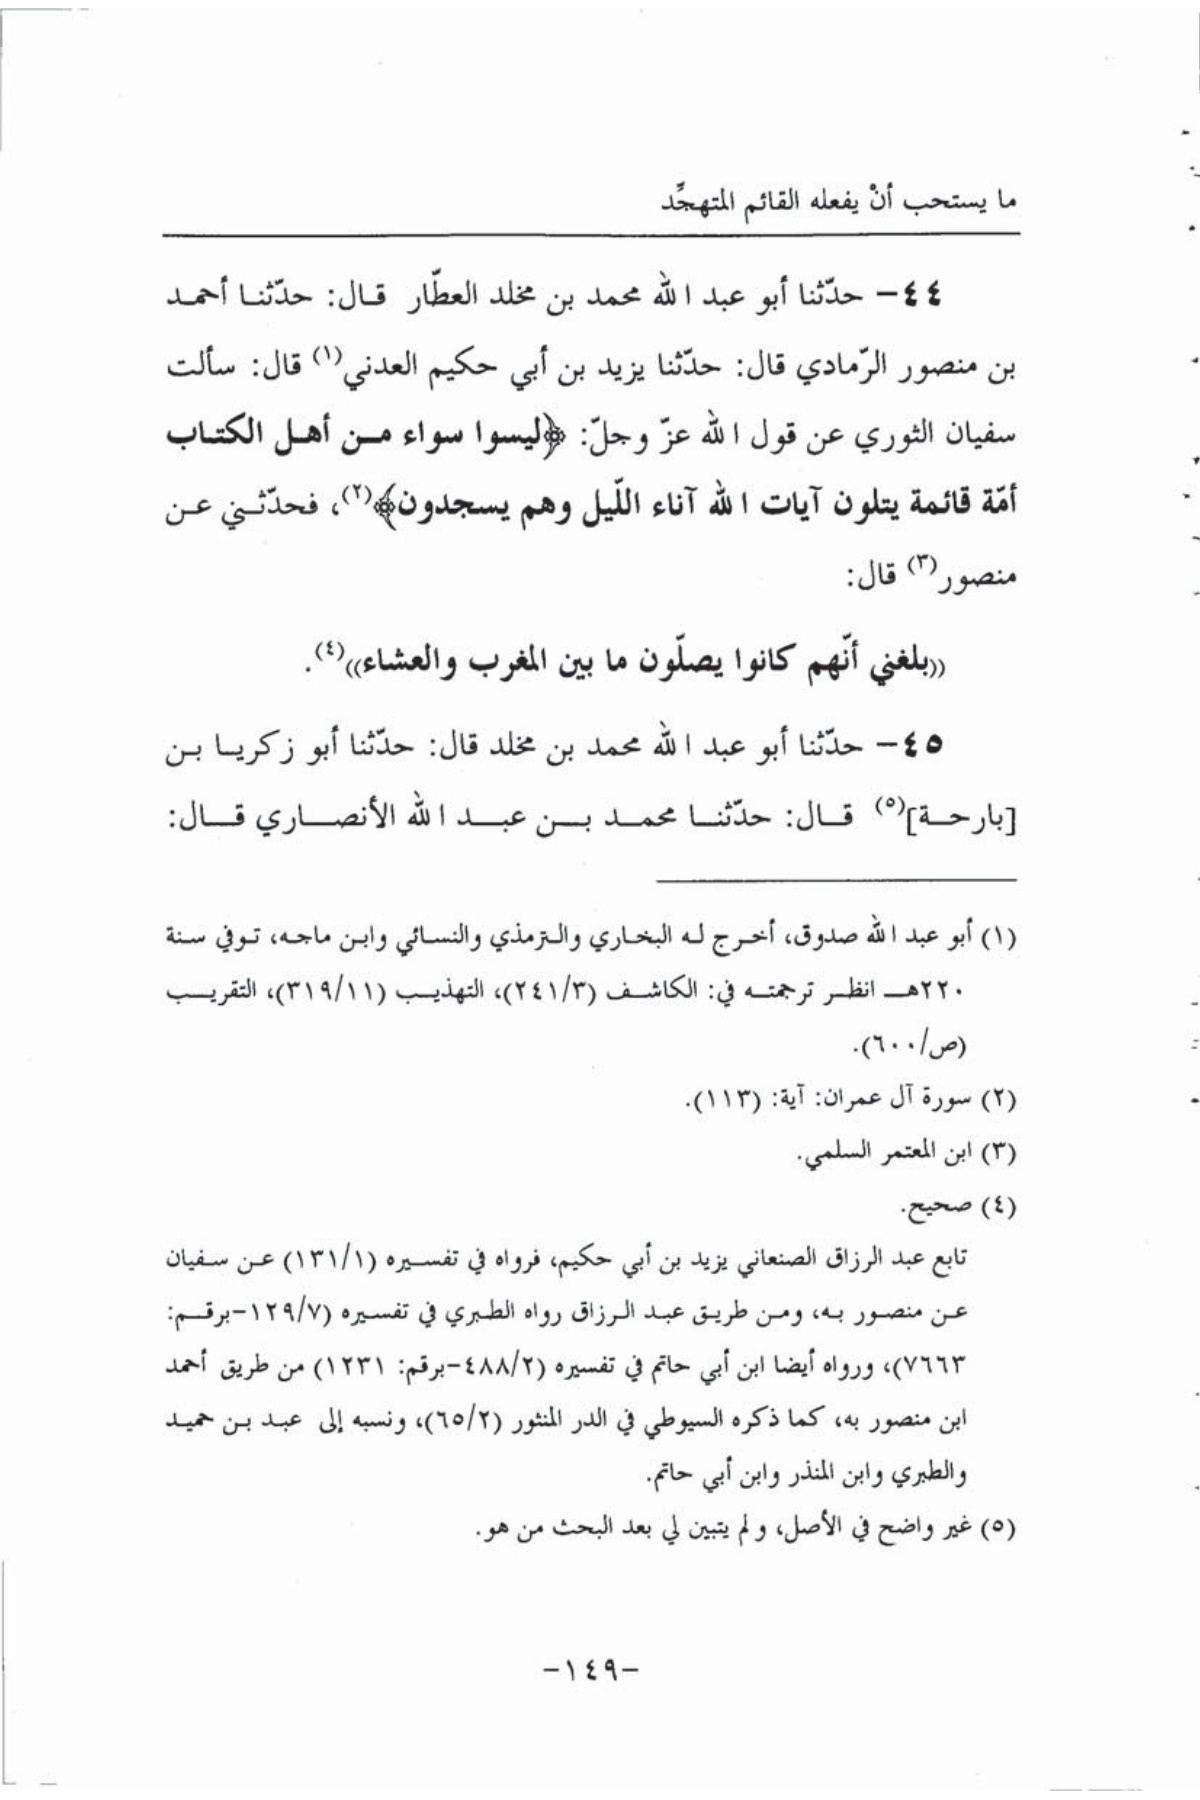 ما يستحب أنْ يفعله القائم المتهجِّد
٤٤- حدّثنا أبو عبد الله محمد بن مخلد العطّار قال: حدّثنا أحمد
بن منصور الرّمادي قال: حدّثنا يزيد بن أبي حكيم العدني(١) قال: سألت
سفيان الثوري عن قول الله عزّ وجلّ: ﴿ليسوا سواء من أهل الكتاب
أمّة قائمة يتلون آيات الله آناء اللّيل وهم يسجدون﴾(٢)، فحدّثني عن
منصور(٣) قال:
((بلغني أنّهم كانوا يصلّون ما بين المغرب والعشاء))(٤).
٤٥- حدّثنا أبو عبد الله محمد بن مخلد قال: حدّثنا أبو زكريا بن
[بارحة](٥) قال: حدّثنا محمد بن عبد الله الأنصاري قال:
(١) أبو عبد الله صدوق، أخرج له البخاري والترمذي والنسائي وابن ماجه، توفي سنة
٢٢٠هـ انظر ترجمته في: الكاشف (٢٤١/٣)، التهذيب (٣١٩/١١)، التقريب
(ص/٦٠٠).
(٢) سورة آل عمران: آية: (١١٣).
(٣) ابن المعتمر السلمي.
(٤) صحيح.
تابع عبد الرزاق الصنعاني يزيد بن أبي حكيم، فرواه في تفسيره (١٣١/١) عن سفيان
عن منصور به، ومن طريق عبد الرزاق رواه الطبري في تفسيره (١٢٩/٧-برقم:
٧٦٦٣)، ورواه أيضا ابن أبي حاتم في تفسيره (٤٨٨/٢-برقم: ١٢٣١) من طريق أحمد
ابن منصور به، كما ذكره السيوطي في الدر المنثور (٦٥/٢)، ونسبه إلى عبد بن حميد
والطبري وابن المنذر وابن أبي حاتم.
(٥) غير واضح في الأصل، ولم يتبين لي بعد البحث من هو.
-١٤٩-